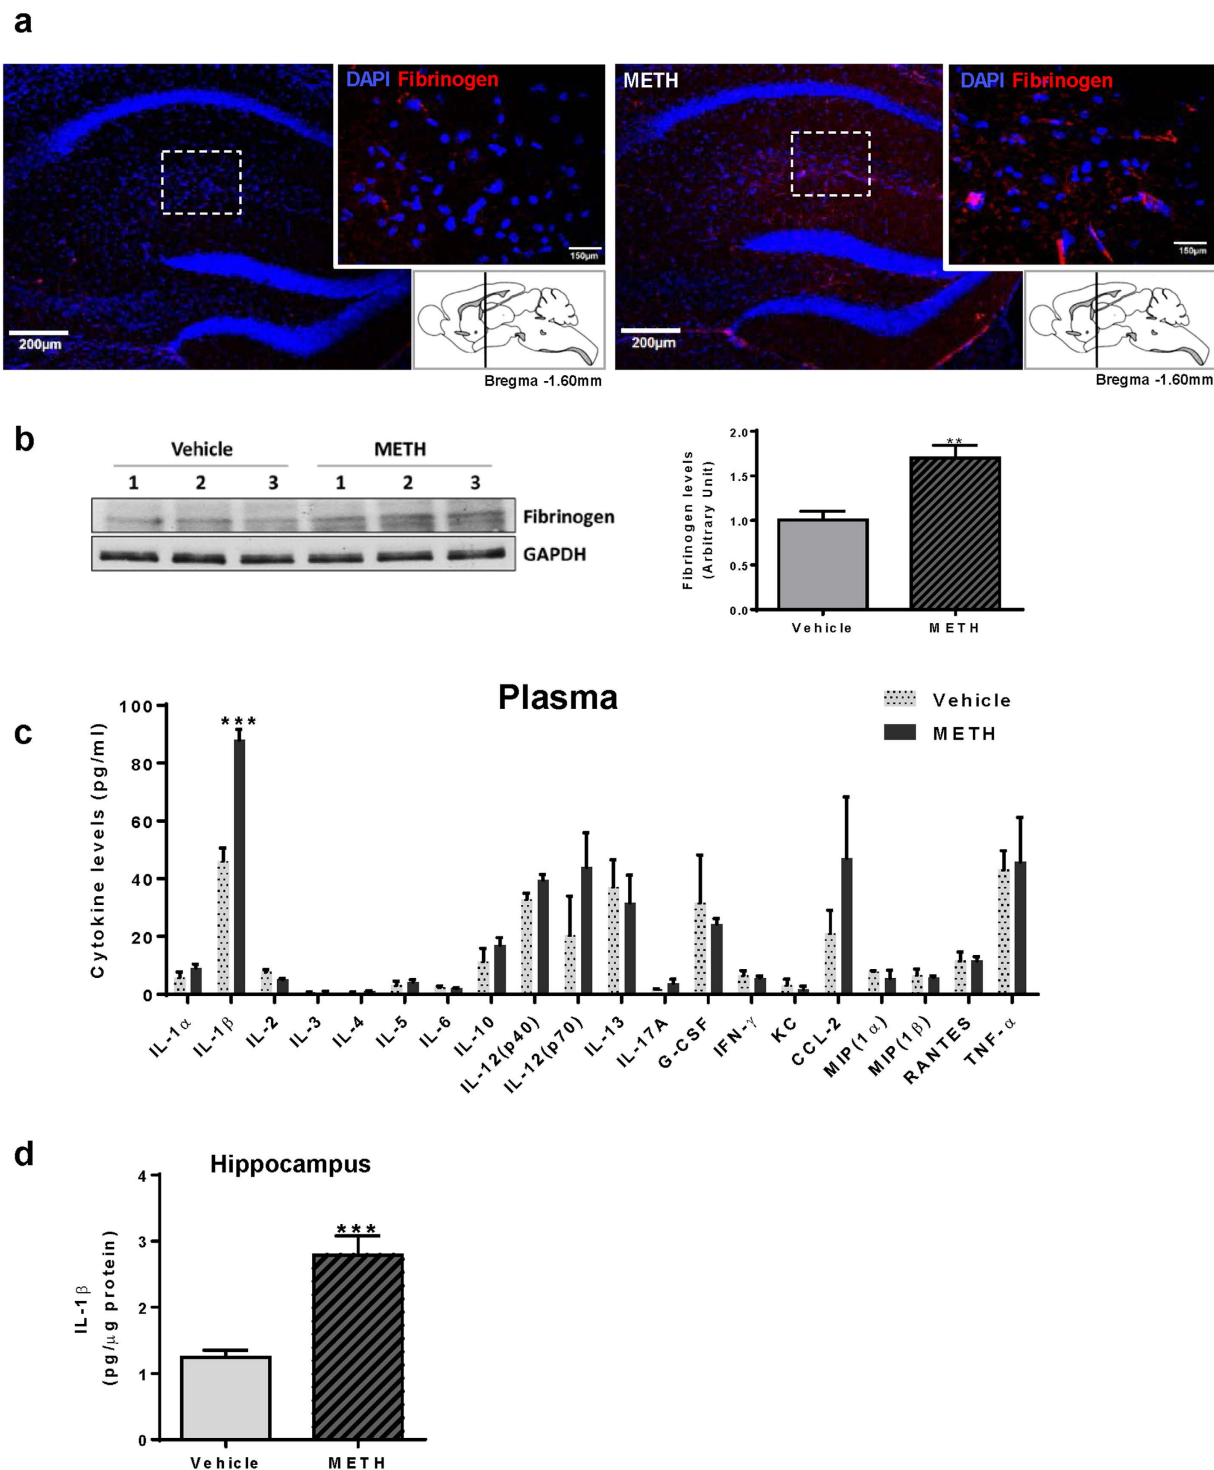 a
DAPI Fibrinogen
150µm
200µm
Bregma -1.60mm
METH
DAPI Fibrinogen
150µm
200µm
Bregma -1.60mm
b
Vehicle METH
1 2 3 1 2 3
Fibrinogen
GAPDH
Fibrinogen levels
(Arbitrary Unit)
2.0
1.5
1.0
0.5
0.0
**
Vehicle METH
c
Plasma
Vehicle
METH
Cytokine levels (pg/ml)
100
80
60
40
20
0
***
IL-1α
IL-1β
IL-2
IL-3
IL-4
IL-5
IL-6
IL-10
IL-12(p40)
IL-12(p70)
IL-13
IL-17A
G-CSF
IFN-γ
KC
CCL-2
MIP(1α)
MIP(1β)
RANTES
TNF-α
d
Hippocampus
IL-1β
(pg/µg protein)
4
3
2
1
0
***
Vehicle METH